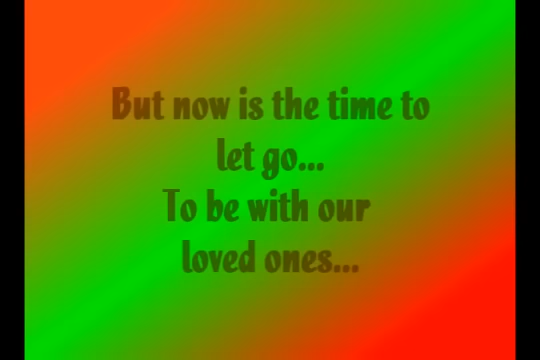 But now is the time to
let go...
To be with our
loved ones...